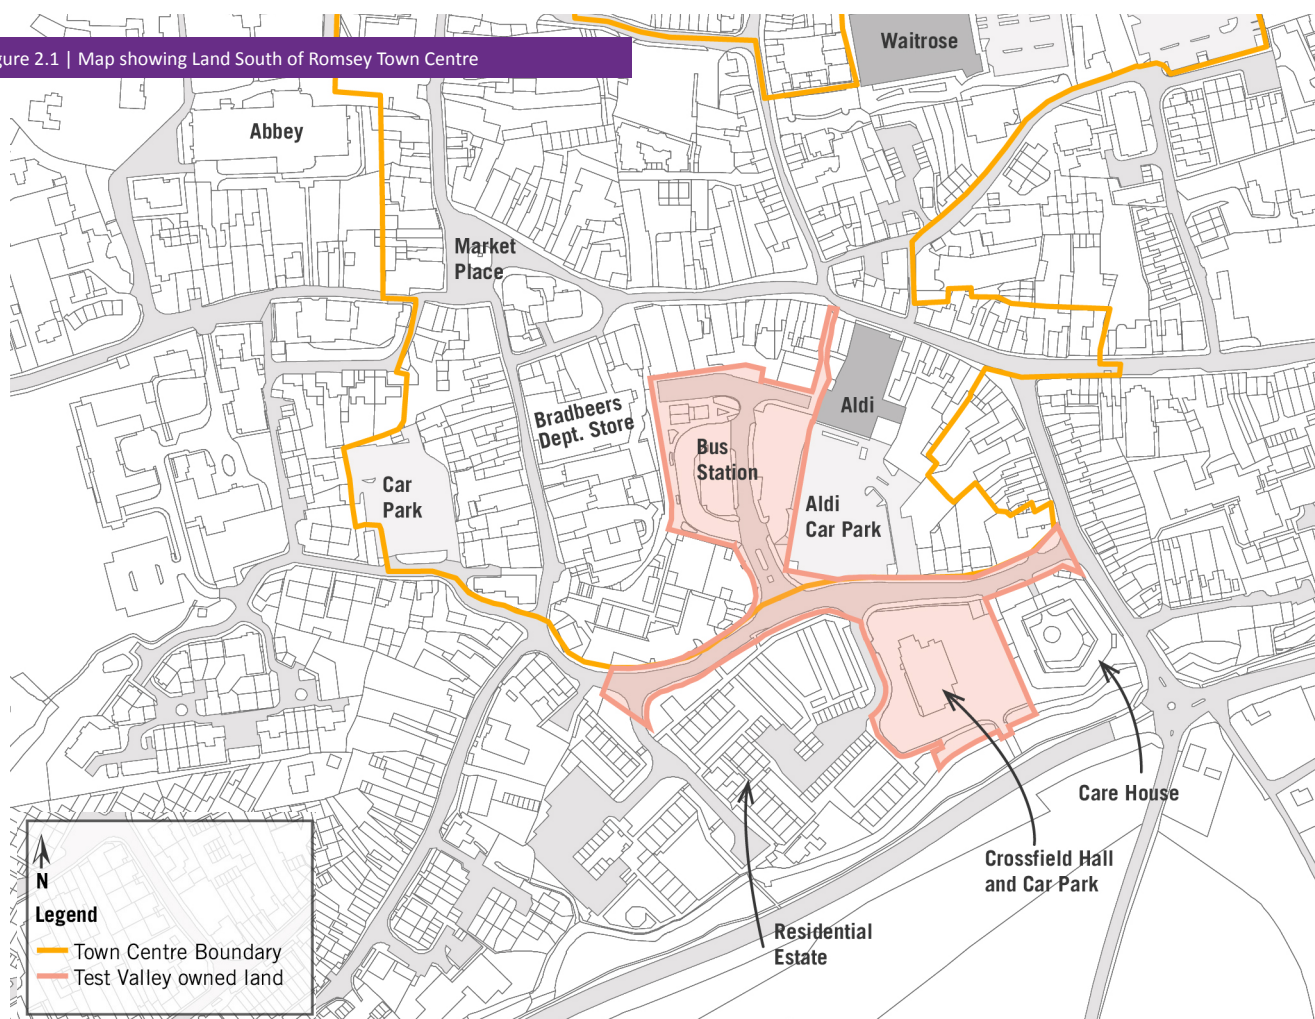 gure 2.1 | Map showing Land South of Romsey Town Centre
Waitrose
Abbey
Market
Place
Bradbeers
Dept. Store
Aldi
Bus
Station
Car
Park
Aldi
Car Park
Care House
Crossfield Hall
and Car Park
Residential
Estate
N
Legend
Town Centre Boundary
Test Valley owned land